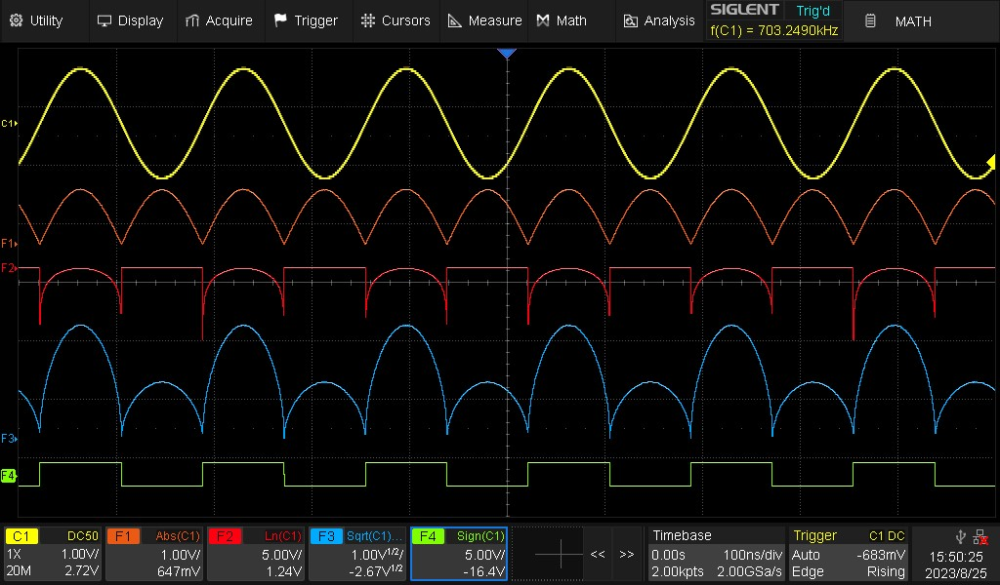 Utility
Display
Acquire
Trigger
Cursors
Measure
Math
Analysis
SIGLENT
Trig'd
f(C1) = 703.2490kHz
MATH
C1
F1
F2
F3
F4
C1 DC50
1X 1.00V/
20M 2.72V
F1 Abs(C1)
1.00V/
647mV
F2 Ln(C1)
5.00V/
1.24V
F3 Sqrt(C1)...
1.00V¹/²/
-2.67V¹/²
F4 Sign(C1)
5.00V/
-16.4V
<< >>
Timebase
0.00s 100ns/div
2.00kpts 2.00GSa/s
Trigger C1 DC
Auto -683mV
Edge Rising
15:50:25
2023/8/25